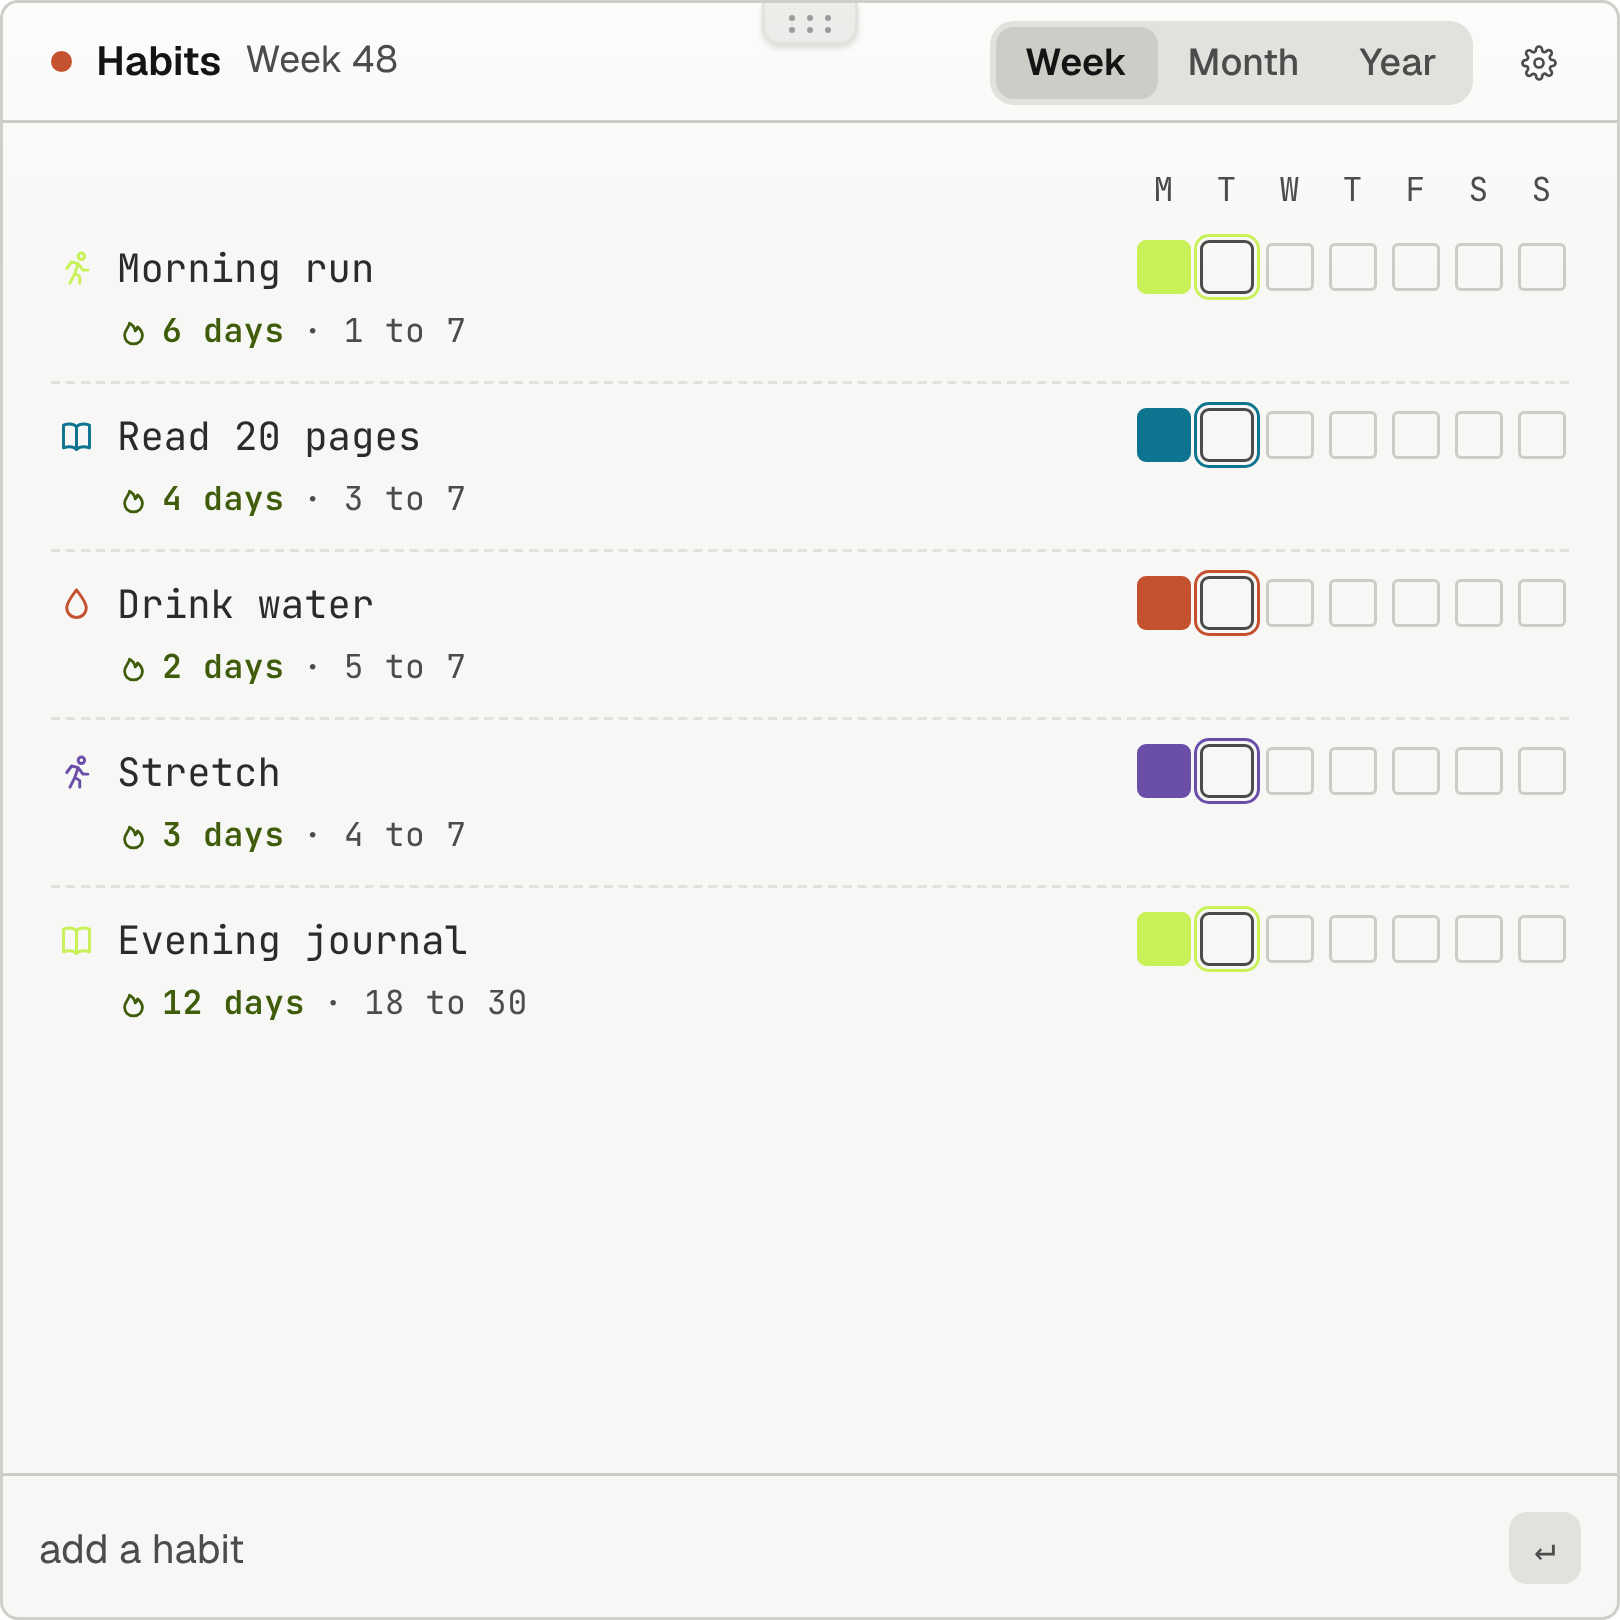 Habits Week 48
Week Month Year
M T W T F S S
Morning run
6 days · 1 to 7
Read 20 pages
4 days · 3 to 7
Drink water
2 days · 5 to 7
Stretch
3 days · 4 to 7
Evening journal
12 days · 18 to 30
add a habit